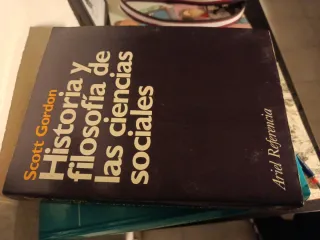 Scott Gordon
Historia y
filosofía de
las ciencias
sociales
Ariel Referencia